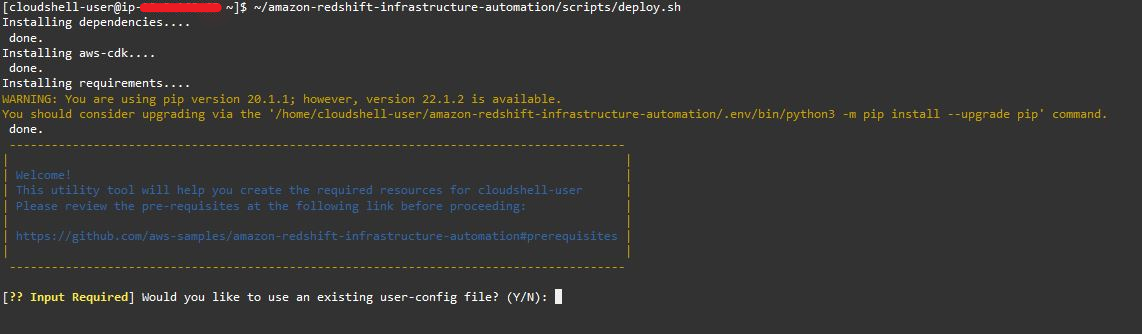 [cloudshell-user@ip- ~]$ ~/amazon-redshift-infrastructure-automation/scripts/deploy.sh
Installing dependencies....
done.
Installing aws-cdk....
done.
Installing requirements....
WARNING: You are using pip version 20.1.1; however, version 22.1.2 is available.
You should consider upgrading via the '/home/cloudshell-user/amazon-redshift-infrastructure-automation/.env/bin/python3 -m pip install --upgrade pip' command.
done.
Welcome!
This utility tool will help you create the required resources for cloudshell-user
Please review the pre-requisites at the following link before proceeding:
https://github.com/aws-samples/amazon-redshift-infrastructure-automation#prerequisites
[?? Input Required] Would you like to use an existing user-config file? (Y/N):